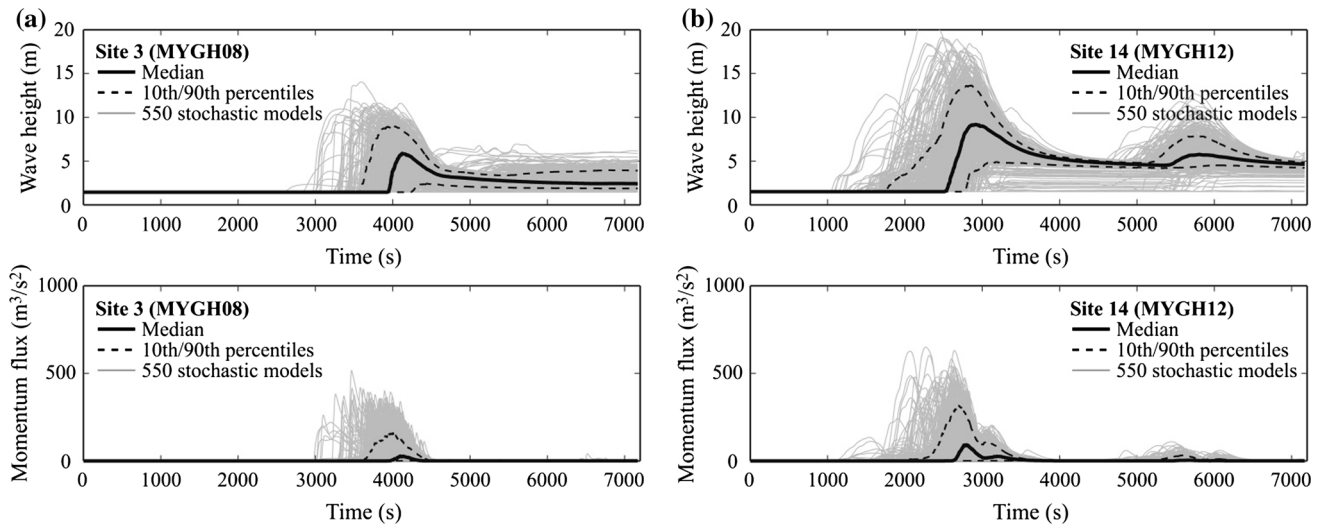 (a)
Wave height (m)
20
15
10
5
0
Site 3 (MYGH08)
Median
10th/90th percentiles
550 stochastic models
0 1000 2000 3000 4000 5000 6000 7000
Time (s)
(b)
Wave height (m)
20
15
10
5
0
Site 14 (MYGH12)
Median
10th/90th percentiles
550 stochastic models
0 1000 2000 3000 4000 5000 6000 7000
Time (s)
Momentum flux (m³/s²)
1000
500
0
Site 3 (MYGH08)
Median
10th/90th percentiles
550 stochastic models
0 1000 2000 3000 4000 5000 6000 7000
Time (s)
Momentum flux (m³/s²)
1000
500
0
Site 14 (MYGH12)
Median
10th/90th percentiles
550 stochastic models
0 1000 2000 3000 4000 5000 6000 7000
Time (s)